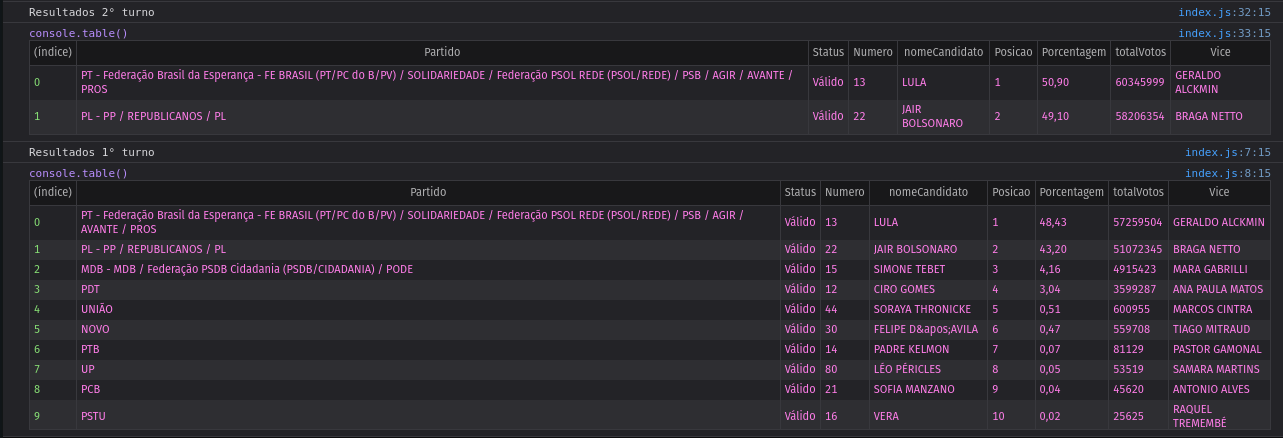 Resultados 2° turno index.js:32:15
console.table() index.js:33:15
(índice) Partido Status Numero nomeCandidato Posicao Porcentagem totalVotos Vice
0 PT - Federação Brasil da Esperança - FE BRASIL (PT/PC do B/PV) / SOLIDARIEDADE / Federação PSOL REDE (PSOL/REDE) / PSB / AGIR / AVANTE / PROS Válido 13 LULA 1 50,90 60345999 GERALDO ALCKMIN
1 PL - PP / REPUBLICANOS / PL Válido 22 JAIR BOLSONARO 2 49,10 58206354 BRAGA NETTO
Resultados 1° turno index.js:7:15
console.table() index.js:8:15
(índice) Partido Status Numero nomeCandidato Posicao Porcentagem totalVotos Vice
0 PT - Federação Brasil da Esperança - FE BRASIL (PT/PC do B/PV) / SOLIDARIEDADE / Federação PSOL REDE (PSOL/REDE) / PSB / AGIR / AVANTE / PROS Válido 13 LULA 1 48,43 57259504 GERALDO ALCKMIN
1 PL - PP / REPUBLICANOS / PL Válido 22 JAIR BOLSONARO 2 43,20 51072345 BRAGA NETTO
2 MDB - MDB / Federação PSDB Cidadania (PSDB/CIDADANIA) / PODE Válido 15 SIMONE TEBET 3 4,16 4915423 MARA GABRILLI
3 PDT Válido 12 CIRO GOMES 4 3,04 3599287 ANA PAULA MATOS
4 UNIÃO Válido 44 SORAYA THRONICKE 5 0,51 600955 MARCOS CINTRA
5 NOVO Válido 30 FELIPE D&apos;AVILA 6 0,47 559708 TIAGO MITRAUD
6 PTB Válido 14 PADRE KELMON 7 0,07 81129 PASTOR GAMONAL
7 UP Válido 80 LÉO PÉRICLES 8 0,05 53519 SAMARA MARTINS
8 PCB Válido 21 SOFIA MANZANO 9 0,04 45620 ANTONIO ALVES
9 PSTU Válido 16 VERA 10 0,02 25625 RAQUEL TREMEMBÉ